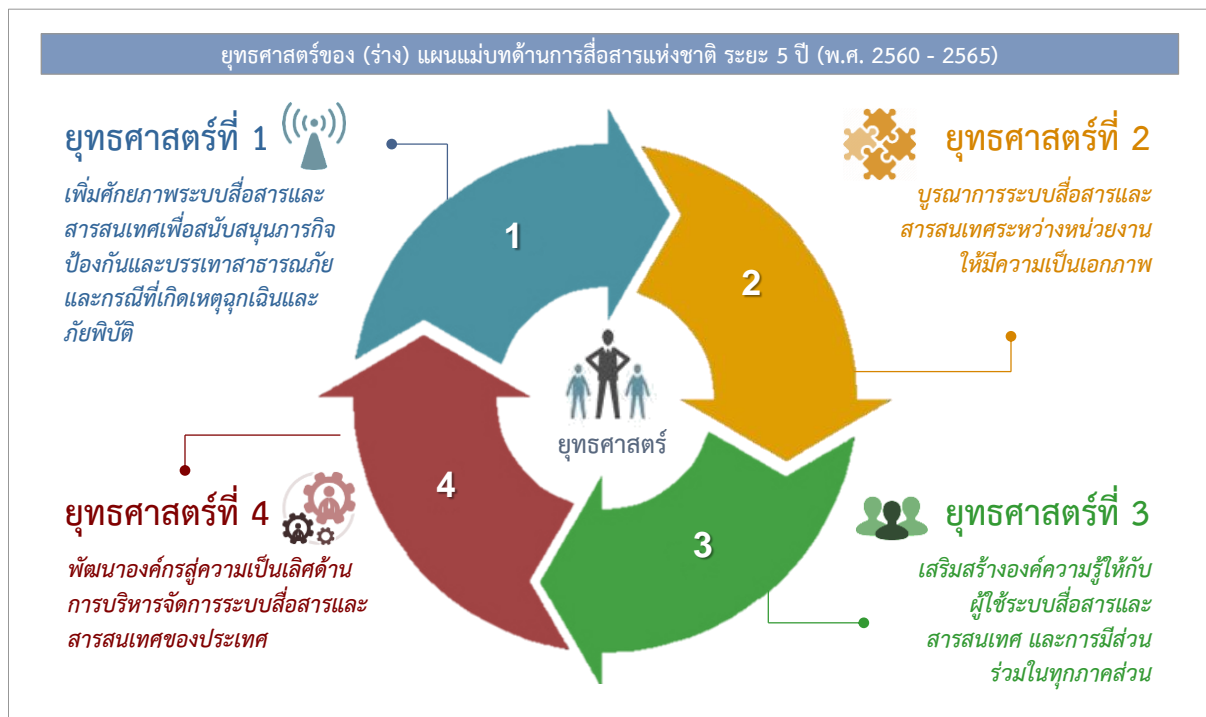 ยุทธศาสตร์ของ (ร่าง) แผนแม่บทด้านการสื่อสารแห่งชาติ ระยะ 5 ปี (พ.ศ. 2560 - 2565)
ยุทธศาสตร์ที่ 1
เพิ่มศักยภาพระบบสื่อสารและ
สารสนเทศเพื่อสนับสนุนภารกิจ
ป้องกันและบรรเทาสาธารณภัย
และกรณีที่เกิดเหตุฉุกเฉินและ
ภัยพิบัติ
ยุทธศาสตร์ที่ 2
บูรณาการระบบสื่อสารและ
สารสนเทศระหว่างหน่วยงาน
ให้มีความเป็นเอกภาพ
1
2
ยุทธศาสตร์
4
3
ยุทธศาสตร์ที่ 4
พัฒนาองค์กรสู่ความเป็นเลิศด้าน
การบริหารจัดการระบบสื่อสารและ
สารสนเทศของประเทศ
ยุทธศาสตร์ที่ 3
เสริมสร้างองค์ความรู้ให้กับ
ผู้ใช้ระบบสื่อสารและ
สารสนเทศ และการมีส่วน
ร่วมในทุกภาคส่วน